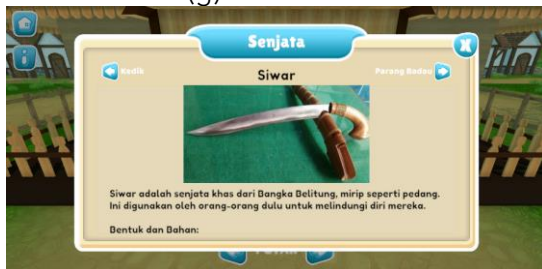 (g)
Senjata
X
i
Kedik
Siwar
Parang Badau
Siwar adalah senjata khas dari Bangka Belitung, mirip seperti pedang.
Ini digunakan oleh orang-orang dulu untuk melindungi diri mereka.
Bentuk dan Bahan: